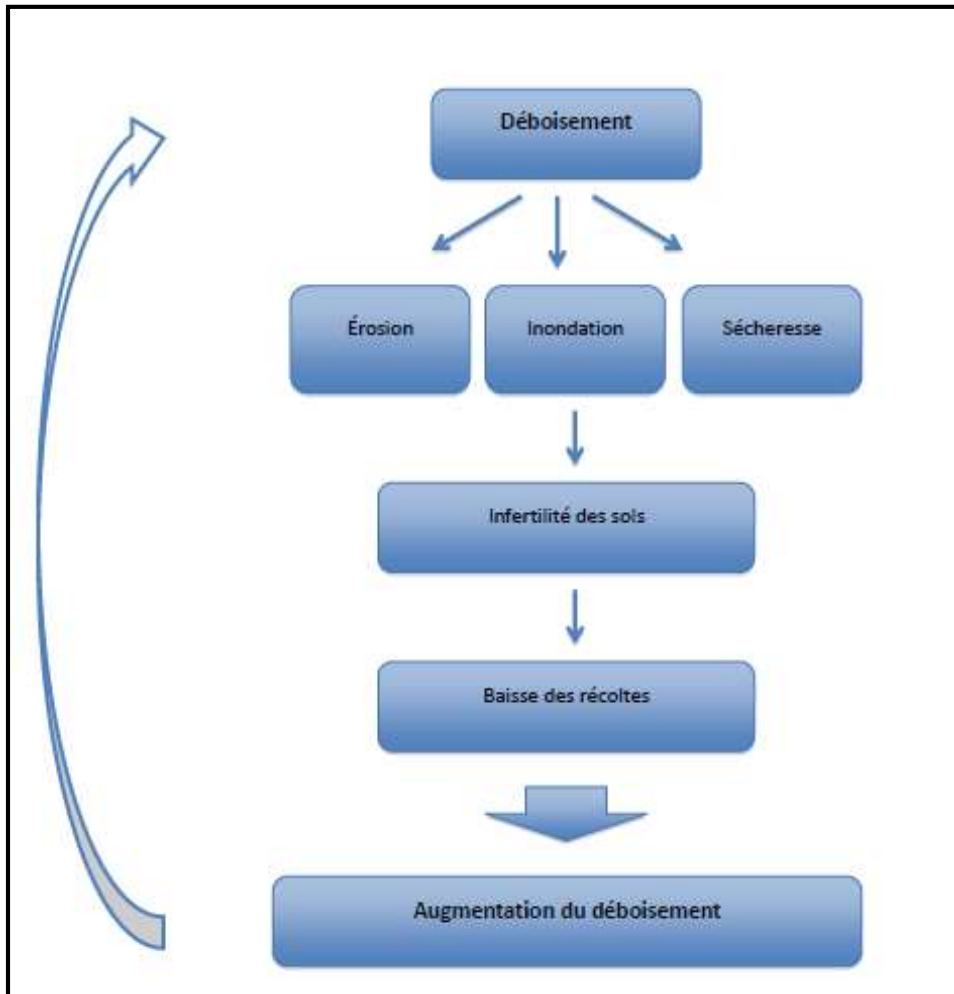 Déboisement
Érosion
Inondation
Sécheresse
Infertilité des sols
Baisse des récoltes
Augmentation du déboisement